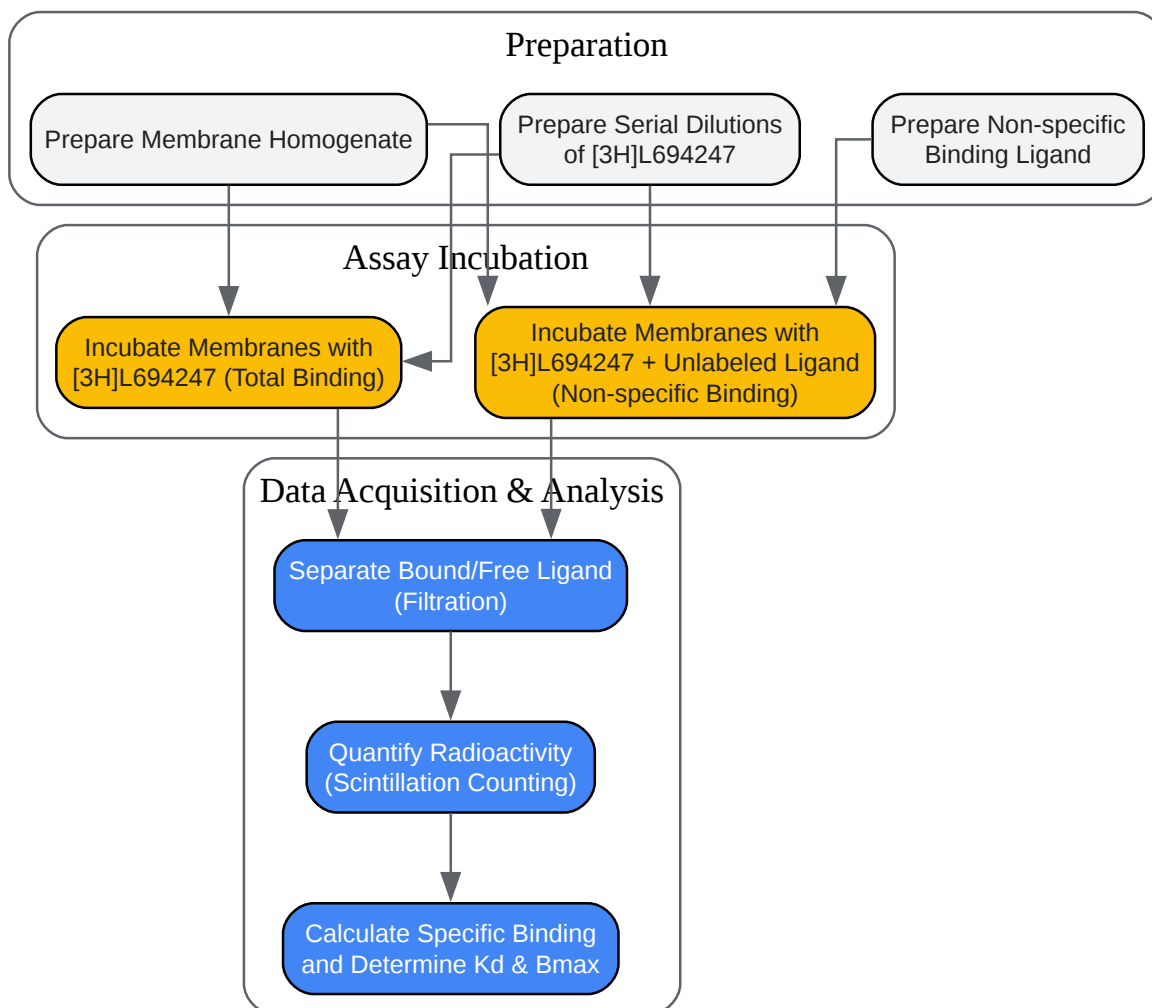 Preparation
Prepare Membrane Homogenate
Prepare Serial Dilutions
of [3H]L694247
Prepare Non-specific
Binding Ligand
Assay Incubation
Incubate Membranes with
[3H]L694247 (Total Binding)
Incubate Membranes with
[3H]L694247 + Unlabeled Ligand
(Non-specific Binding)
Data Acquisition & Analysis
Separate Bound/Free Ligand
(Filtration)
Quantify Radioactivity
(Scintillation Counting)
Calculate Specific Binding
and Determine Kd & Bmax